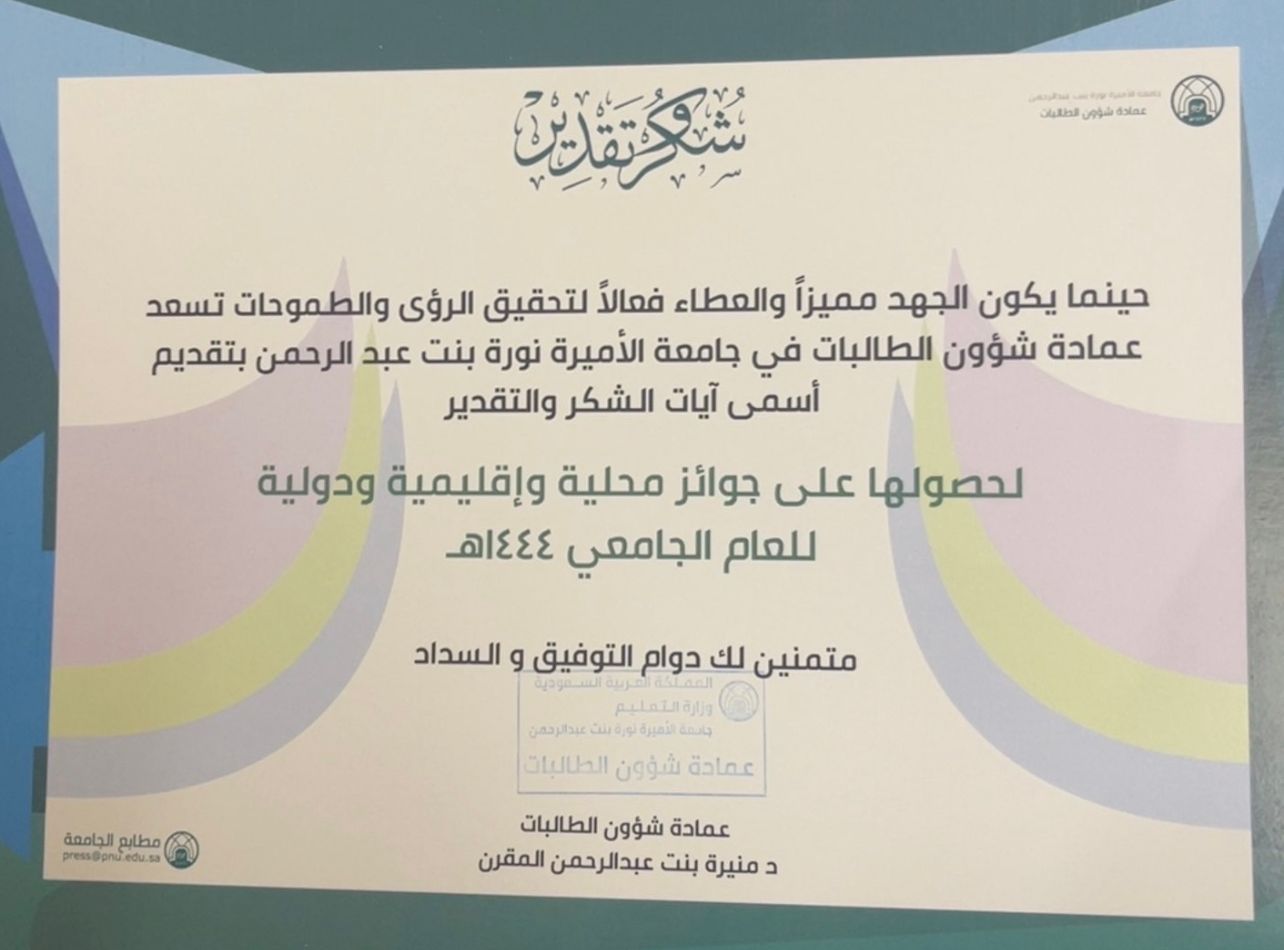 جامعة الأميرة نورة بنت عبدالرحمن
عمادة شؤون الطالبات
شكر وتقدير
حينما يكون الجهد مميزاً والعطاء فعالاً لتحقيق الرؤى والطموحات تسعد
عمادة شؤون الطالبات في جامعة الأميرة نورة بنت عبد الرحمن بتقديم
أسمى آيات الشكر والتقدير
لحصولها على جوائز محلية وإقليمية ودولية
للعام الجامعي ١٤٤٤هـ
متمنين لك دوام التوفيق و السداد
المملكة العربية السعودية
وزارة التعليم
جامعة الأميرة نورة بنت عبدالرحمن
عمادة شؤون الطالبات
عمادة شؤون الطالبات
د منيرة بنت عبدالرحمن المقرن
مطابع الجامعة
press@pnu.edu.sa